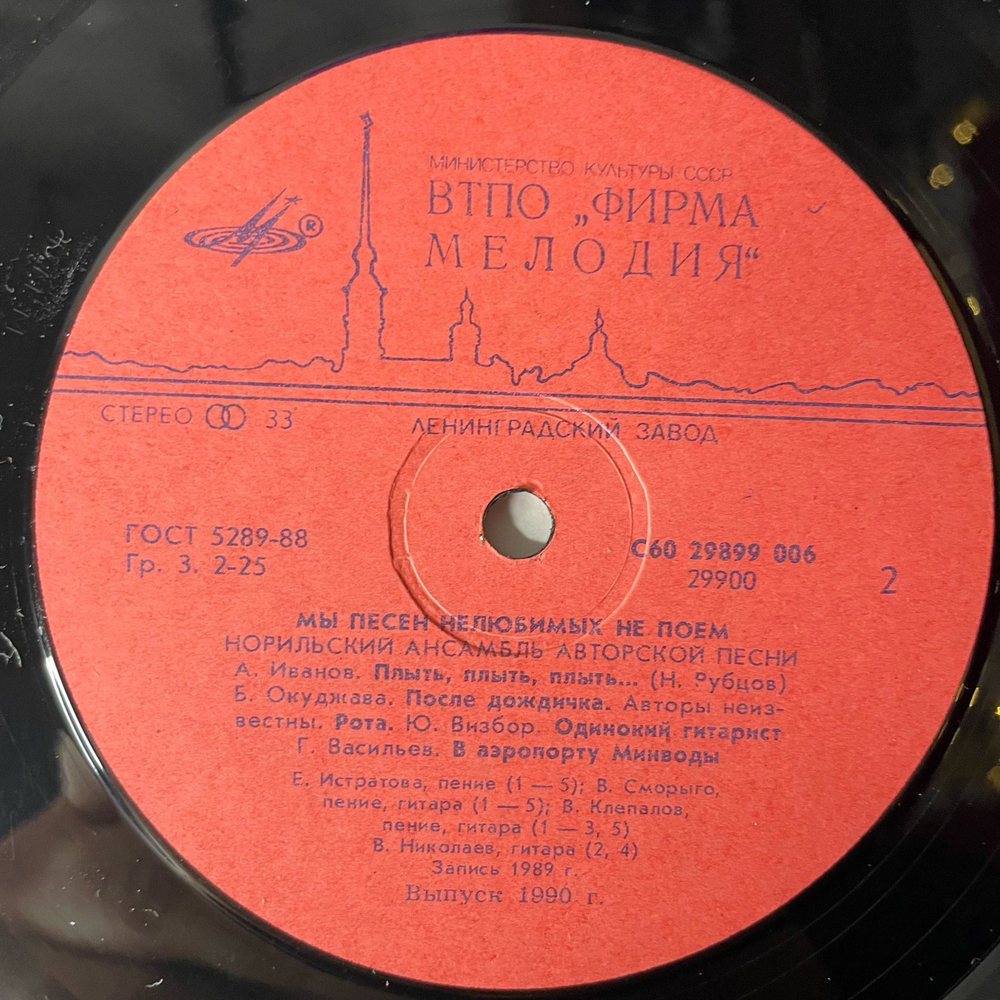 МИНИСТЕРСТВО КУЛЬТУРЫ СССР
ВТПО „ФИРМА
МЕЛОДИЯ“
®
СТЕРЕО 33
ЛЕНИНГРАДСКИЙ ЗАВОД
ГОСТ 5289-88
Гр. 3. 2-25
С60 29899 006
29900
2
МЫ ПЕСЕН НЕЛЮБИМЫХ НЕ ПОЕМ
НОРИЛЬСКИЙ АНСАМБЛЬ АВТОРСКОЙ ПЕСНИ
А. Иванов. Плыть, плыть, плыть... (Н. Рубцов)
Б. Окуджава. После дождичка. Авторы неиз-
вестны. Рота. Ю. Визбор. Одинокий гитарист
Г. Васильев. В аэропорту Минводы
Е. Истратова, пение (1 — 5); В. Сморыго,
пение, гитара (1 — 5); В. Клепалов,
пение, гитара (1 — 3, 5)
В. Николаев, гитара (2, 4)
Запись 1989 г.
Выпуск 1990 г.